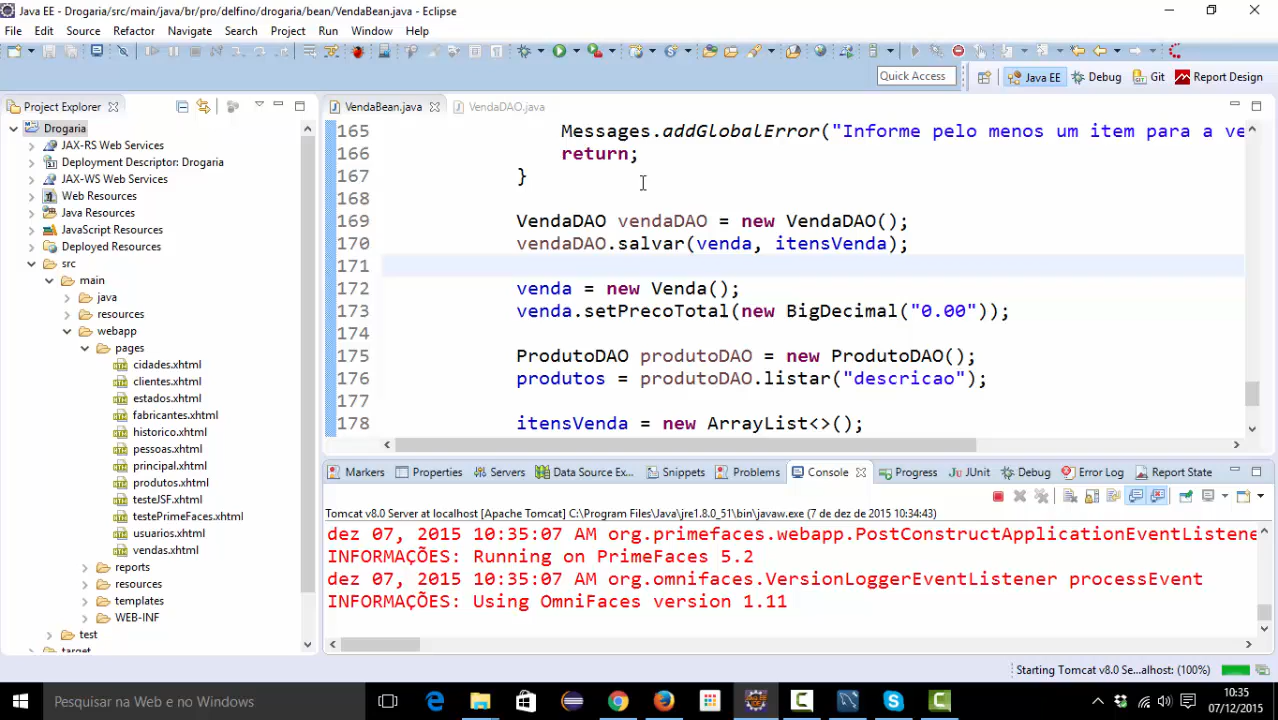 Java EE - Drogaria/src/main/java/br/pro/delfino/drogaria/bean/VendaBean.java - Eclipse
File Edit Source Refactor Navigate Search Project Run Window Help
Quick Access Java EE Debug Git Report Design
Project Explorer
Drogaria
JAX-RS Web Services
Deployment Descriptor: Drogaria
JAX-WS Web Services
Web Resources
Java Resources
JavaScript Resources
Deployed Resources
src
main
java
resources
webapp
pages
cidades.xhtml
clientes.xhtml
estados.xhtml
fabricantes.xhtml
historico.xhtml
pessoas.xhtml
principal.xhtml
produtos.xhtml
testeJSF.xhtml
testePrimeFaces.xhtml
usuarios.xhtml
vendas.xhtml
reports
resources
templates
WEB-INF
test
target
VendaBean.java VendaDAO.java
165 Messages.addGlobalError("Informe pelo menos um item para a ve
166 return;
167 }
168
169 VendaDAO vendaDAO = new VendaDAO();
170 vendaDAO.salvar(venda, itensVenda);
171
172 venda = new Venda();
173 venda.setPrecoTotal(new BigDecimal("0.00"));
174
175 ProdutoDAO produtoDAO = new ProdutoDAO();
176 produtos = produtoDAO.listar("descricao");
177
178 itensVenda = new ArrayList<>();
Markers Properties Servers Data Source Ex... Snippets Problems Console Progress JUnit Debug Error Log Report State
Tomcat v8.0 Server at localhost [Apache Tomcat] C:\Program Files\Java\jre1.8.0_51\bin\javaw.exe (7 de dez de 2015 10:34:43)
dez 07, 2015 10:35:07 AM org.primefaces.webapp.PostConstructApplicationEventListene
INFORMAÇÕES: Running on PrimeFaces 5.2
dez 07, 2015 10:35:07 AM org.omnifaces.VersionLoggerEventListener processEvent
INFORMAÇÕES: Using OmniFaces version 1.11
Starting Tomcat v8.0 Se...alhost: (100%)
Pesquisar na Web e no Windows
10:35
07/12/2015